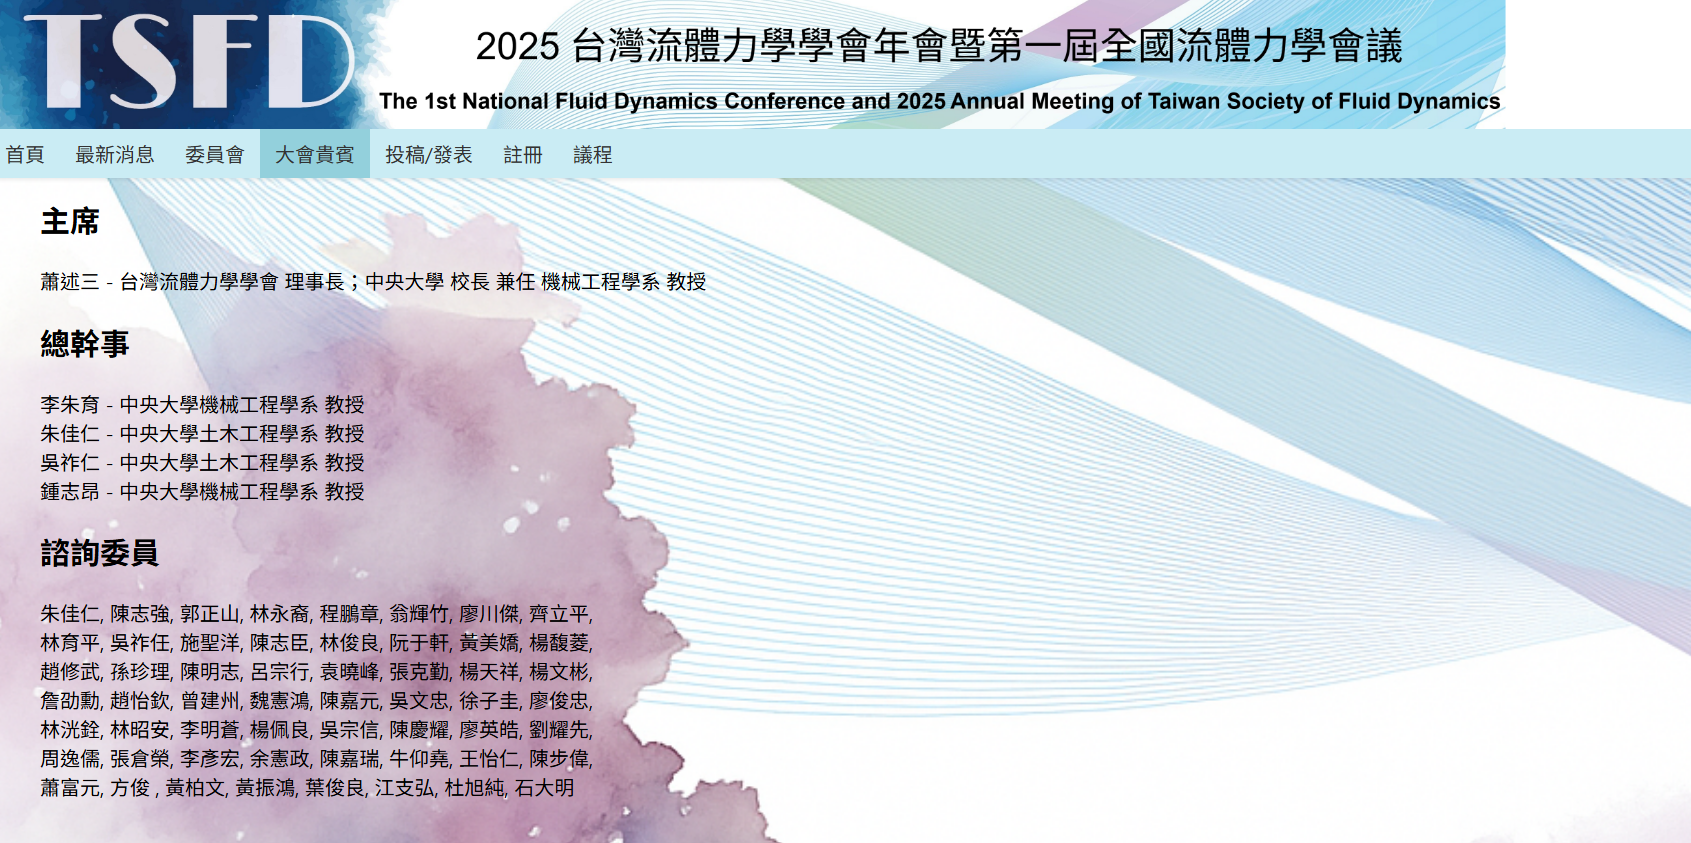 TSFD
2025 台灣流體力學學會年會暨第一屆全國流體力學會議
The 1st National Fluid Dynamics Conference and 2025 Annual Meeting of Taiwan Society of Fluid Dynamics
首頁 最新消息 委員會 大會貴賓 投稿/發表 註冊 議程
主席
蕭述三 - 台灣流體力學學會 理事長；中央大學 校長 兼任 機械工程學系 教授
總幹事
李朱育 - 中央大學機械工程學系 教授
朱佳仁 - 中央大學土木工程學系 教授
吳祚仁 - 中央大學土木工程學系 教授
鍾志昂 - 中央大學機械工程學系 教授
諮詢委員
朱佳仁, 陳志強, 郭正山, 林永裔, 程鵬章, 翁輝竹, 廖川傑, 齊立平,
林育平, 吳祚任, 施聖洋, 陳志臣, 林俊良, 阮于軒, 黃美嬌, 楊馥菱,
趙修武, 孫珍理, 陳明志, 呂宗行, 袁曉峰, 張克勤, 楊天祥, 楊文彬,
詹劭勳, 趙怡欽, 曾建州, 魏憲鴻, 陳嘉元, 吳文忠, 徐子圭, 廖俊忠,
林洸銓, 林昭安, 李明蒼, 楊佩良, 吳宗信, 陳慶耀, 廖英皓, 劉耀先,
周逸儒, 張倉榮, 李彥宏, 余憲政, 陳嘉瑞, 牛仰堯, 王怡仁, 陳步偉,
蕭富元, 方俊 , 黃柏文, 黃振鴻, 葉俊良, 江支弘, 杜旭純, 石大明